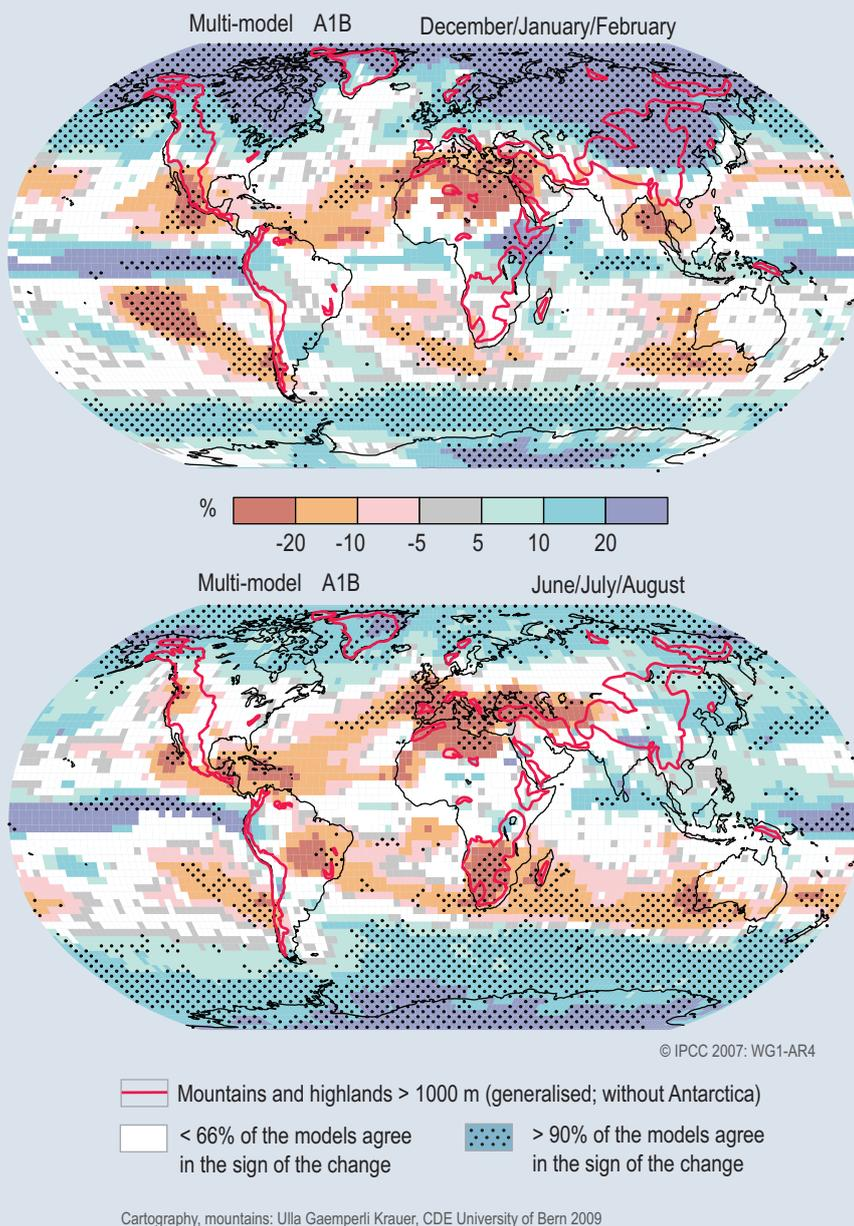 Multi-model A1B December/January/February
%
-20 -10 -5 5 10 20
Multi-model A1B June/July/August
© IPCC 2007: WG1-AR4
Mountains and highlands > 1000 m (generalised; without Antarctica)
< 66% of the models agree
in the sign of the change
> 90% of the models agree
in the sign of the change
Cartography, mountains: Ulla Gaemperli Krauer, CDE University of Bern 2009